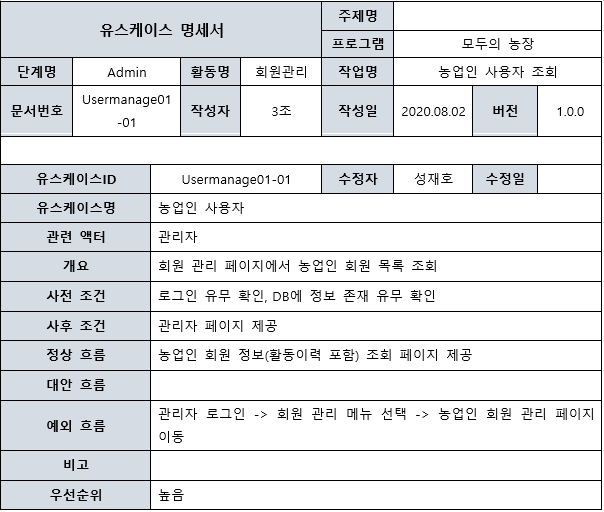 유스케이스 명세서
주제명
프로그램
모두의 농장
단계명
Admin
활동명
회원관리
작업명
농업인 사용자 조회
문서번호
Usermanage01
-01
작성자
3조
작성일
2020.08.02
버전
1.0.0
유스케이스ID
Usermanage01-01
수정자
성재호
수정일
유스케이스명
농업인 사용자
관련 액터
관리자
개요
회원 관리 페이지에서 농업인 회원 목록 조회
사전 조건
로그인 유무 확인, DB에 정보 존재 유무 확인
사후 조건
관리자 페이지 제공
정상 흐름
농업인 회원 정보(활동이력 포함) 조회 페이지 제공
대안 흐름
예외 흐름
관리자 로그인 -> 회원 관리 메뉴 선택 -> 농업인 회원 관리 페이지
이동
비고
우선순위
높음